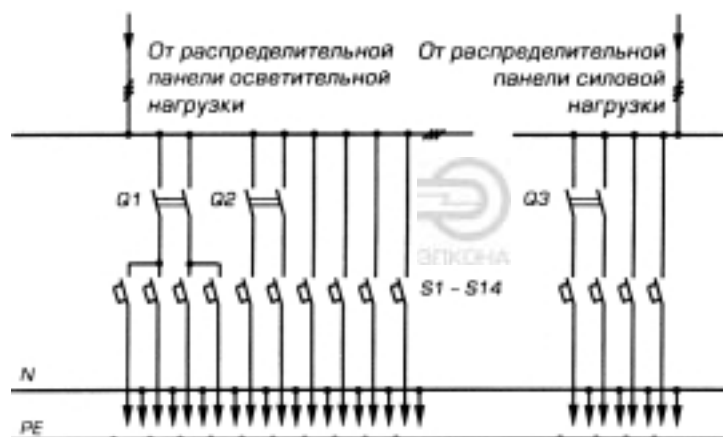 От распределительной
панели осветительной
нагрузки
От распределительной
панели силовой
нагрузки
Q1
Q2
Q3
ЭЛКОНА
S1 – S14
N
PE